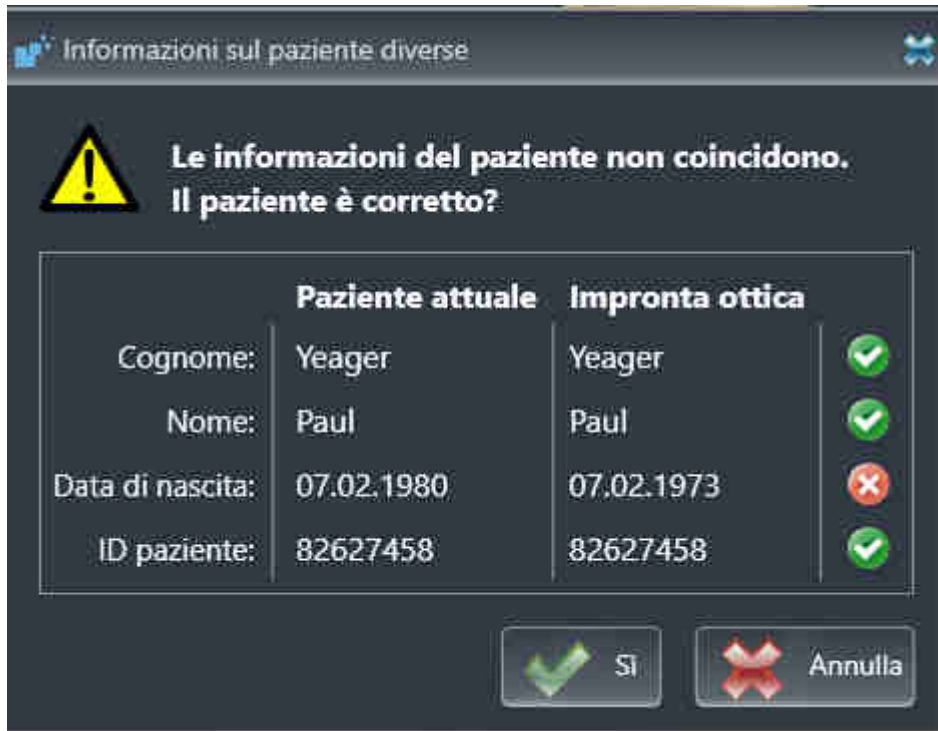 Informazioni sul paziente diverse
Le informazioni del paziente non coincidono.
Il paziente è corretto?
Paziente attuale Impronta ottica
Cognome: Yeager Yeager
Nome: Paul Paul
Data di nascita: 07.02.1980 07.02.1973
ID paziente: 82627458 82627458
Sì Annulla